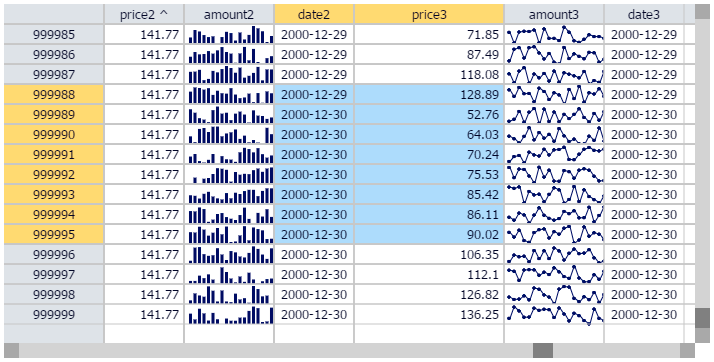 price2 ^ amount2 date2 price3 amount3 date3
999985 141.77 2000-12-29 71.85 2000-12-29
999986 141.77 2000-12-29 87.49 2000-12-29
999987 141.77 2000-12-29 118.08 2000-12-29
999988 141.77 2000-12-29 128.89 2000-12-29
999989 141.77 2000-12-30 52.76 2000-12-30
999990 141.77 2000-12-30 64.03 2000-12-30
999991 141.77 2000-12-30 70.24 2000-12-30
999992 141.77 2000-12-30 75.53 2000-12-30
999993 141.77 2000-12-30 85.42 2000-12-30
999994 141.77 2000-12-30 86.11 2000-12-30
999995 141.77 2000-12-30 90.02 2000-12-30
999996 141.77 2000-12-30 106.35 2000-12-30
999997 141.77 2000-12-30 112.1 2000-12-30
999998 141.77 2000-12-30 126.82 2000-12-30
999999 141.77 2000-12-30 136.25 2000-12-30